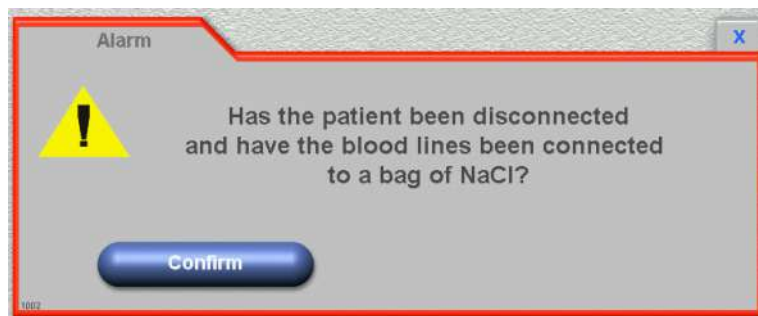 Alarm
X
!
Has the patient been disconnected
and have the blood lines been connected
to a bag of NaCl?
Confirm
1002